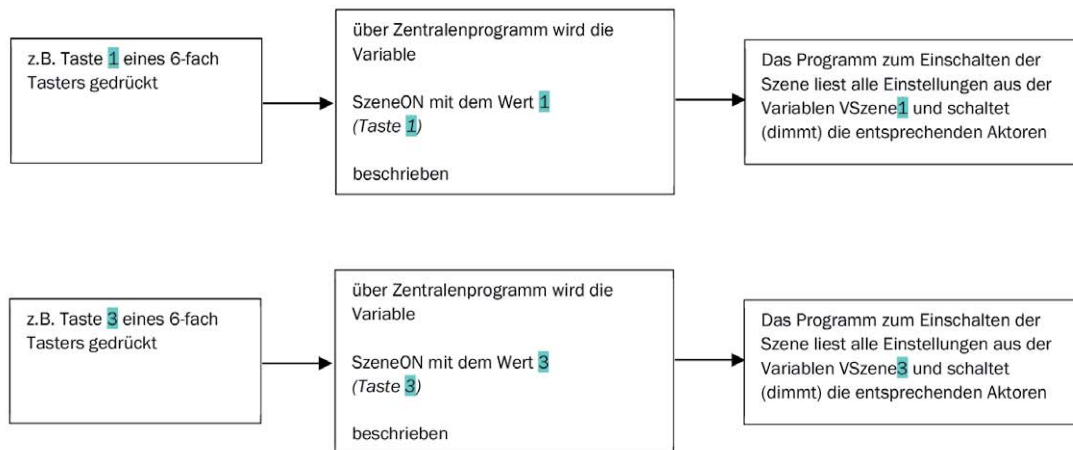 z.B. Taste 1 eines 6-fach
Tasters gedrückt
über Zentralenprogramm wird die
Variable
SzeneON mit dem Wert 1
(Taste 1)
beschrieben
Das Programm zum Einschalten der
Szene liest alle Einstellungen aus der
Variablen VSzene1 und schaltet
(dimmt) die entsprechenden Aktoren
z.B. Taste 3 eines 6-fach
Tasters gedrückt
über Zentralenprogramm wird die
Variable
SzeneON mit dem Wert 3
(Taste 3)
beschrieben
Das Programm zum Einschalten der
Szene liest alle Einstellungen aus der
Variablen VSzene3 und schaltet
(dimmt) die entsprechenden Aktoren